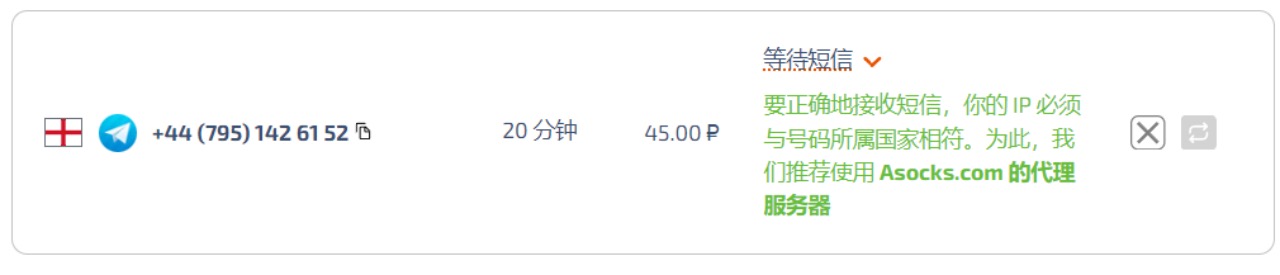 +44 (795) 142 61 52
20 分钟
45.00 ₽
等待短信
要正确地接收短信，你的 IP 必须
与号码所属国家相符。为此，我
们推荐使用 Asocks.com 的代理
服务器